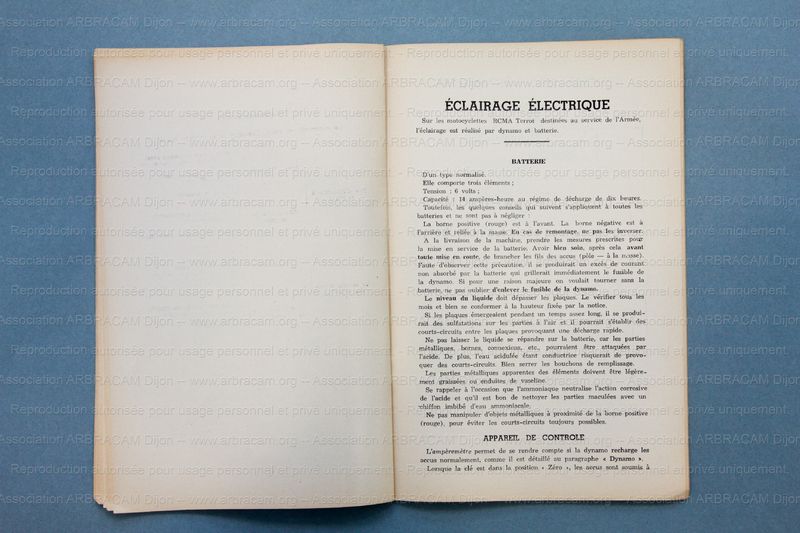 ÉCLAIRAGE ÉLECTRIQUE
Sur les motocyclettes RCMA Terrot destinées au service de l'Armée,
l'éclairage est réalisé par dynamo et batterie.
BATTERIE
D'un type normalisé.
Elle comporte trois éléments ;
Tension : 6 volts ;
Capacité : 14 ampères-heure au régime de décharge de dix heures.
Toutefois, les quelques conseils qui suivent s'appliquent à toutes les
batteries et ne sont pas à négliger :
La borne positive (rouge) est à l'avant. La borne négative est à
l'arrière et reliée à la masse. En cas de remontage, ne pas les inverser.
A la livraison de la machine, prendre les mesures prescrites pour
la mise en service de la batterie. Avoir bien soin, après cela, avant
toute mise en route, de brancher les fils des accus (pôle — à la masse).
Faute d'observer cette précaution, il se produirait un excès de courant
non absorbé par la batterie qui grillerait immédiatement le fusible de
la dynamo. Si pour une raison majeure on voulait tourner sans la
batterie, ne pas oublier d'enlever le fusible de la dynamo.
Le niveau du liquide doit dépasser les plaques. Le vérifier tous les
mois et bien se conformer à la hauteur fixée par la notice.
Si les plaques émergeaient pendant un temps assez long, il se produi-
rait des sulfatations sur les parties à l'air et il pourrait s'établir des
courts-circuits entre les plaques provoquant une décharge rapide.
Ne pas laisser le liquide se répandre sur la batterie, car les parties
métalliques, bornes, connexions, etc., pourraient être attaquées par
l'acide. De plus, l'eau acidulée étant conductrice risquerait de provo-
quer des courts-circuits. Bien serrer les bouchons de remplissage.
Les parties métalliques apparentes des éléments doivent être légère-
ment graissées ou enduites de vaseline.
Se rappeler à l'occasion que l'ammoniaque neutralise l'action corrosive
de l'acide et qu'il est bon de nettoyer les parties maculées avec un
chiffon imbibé d'eau ammoniacale.
Ne pas manipuler d'objets métalliques à proximité de la borne positive
(rouge), pour éviter les courts-circuits toujours possibles.
APPAREIL DE CONTROLE
L'ampèremètre permet de se rendre compte si la dynamo recharge les
accus normalement, comme il est détaillé au paragraphe « Dynamo ».
Lorsque la clé est dans la position « Zéro », les accus sont soumis à